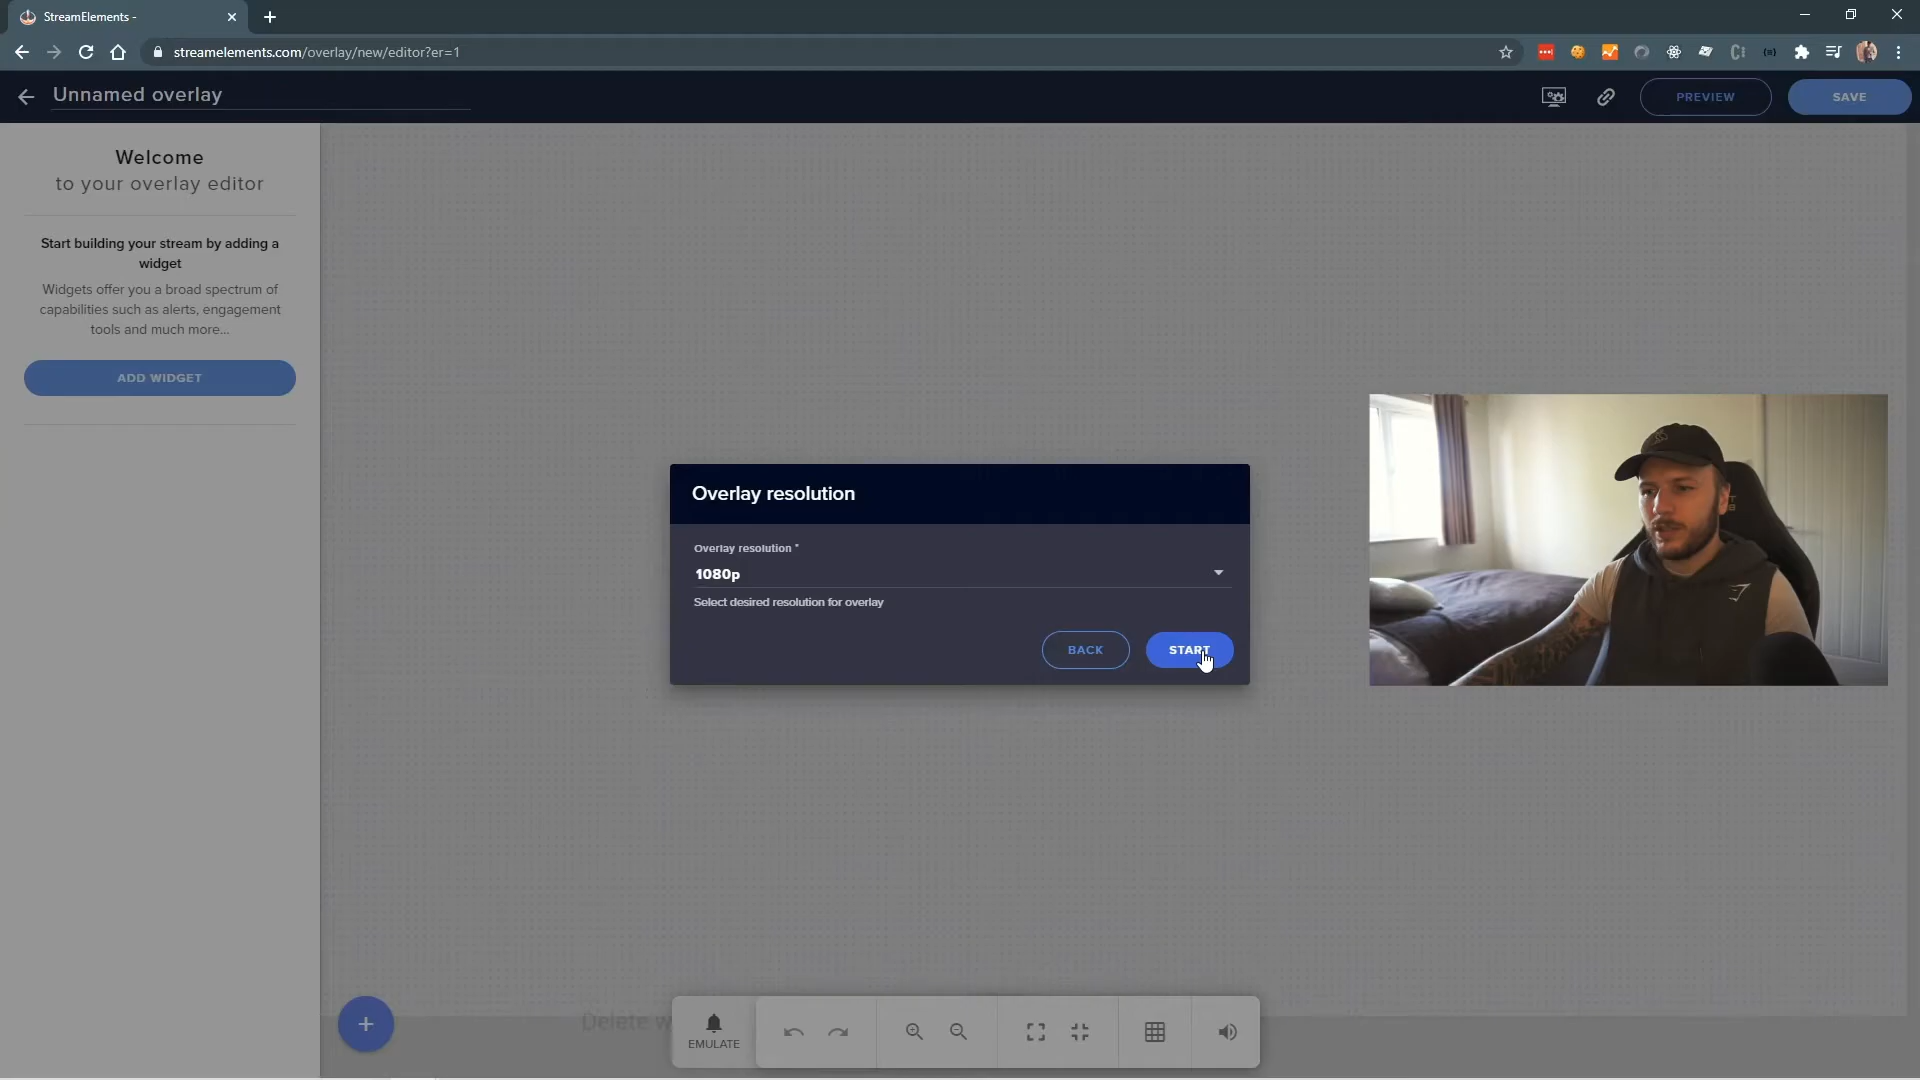 StreamElements -
streamelements.com/overlay/new/editor?er=1
Unnamed overlay
PREVIEW
SAVE
Welcome
to your overlay editor
Start building your stream by adding a
widget
Widgets offer you a broad spectrum of
capabilities such as alerts, engagement
tools and much more...
ADD WIDGET
Overlay resolution
Overlay resolution *
1080p
Select desired resolution for overlay
BACK
START
Delete w
EMULATE